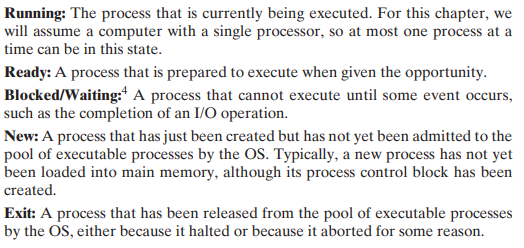 Running: The process that is currently being executed. For this chapter, we
will assume a computer with a single processor, so at most one process at a
time can be in this state.
Ready: A process that is prepared to execute when given the opportunity.
Blocked/Waiting:4 A process that cannot execute until some event occurs,
such as the completion of an I/O operation.
New: A process that has just been created but has not yet been admitted to the
pool of executable processes by the OS. Typically, a new process has not yet
been loaded into main memory, although its process control block has been
created.
Exit: A process that has been released from the pool of executable processes
by the OS, either because it halted or because it aborted for some reason.